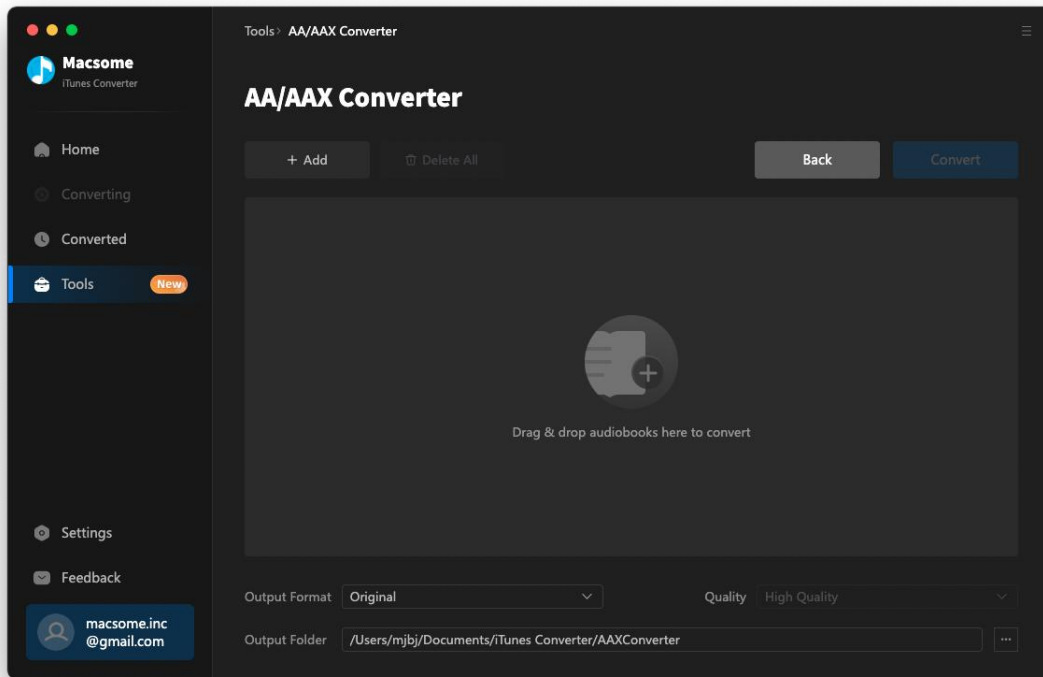 Macsome
iTunes Converter
Home
Converting
Converted
Tools New
Settings
Feedback
macsome.inc
@gmail.com
Tools> AA/AAX Converter
AA/AAX Converter
+ Add Delete All Back Convert
Drag & drop audiobooks here to convert
Output Format Original Quality High Quality
Output Folder /Users/mjbj/Documents/iTunes Converter/AAXConverter ...